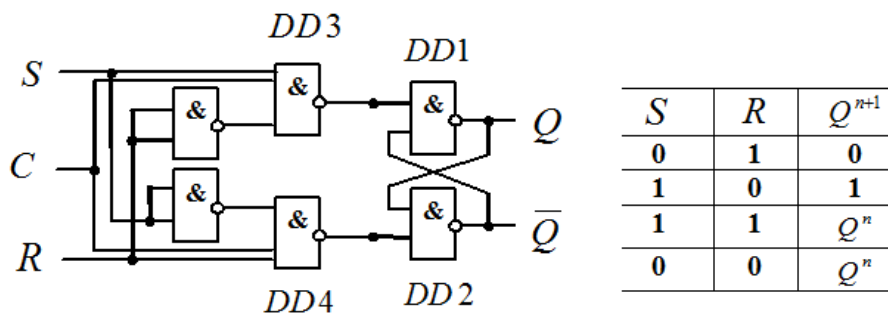 DD3
DD1
S
C
R
&
&
&
&
&
&
Q
Q̅
DD4
DD2
S R Qⁿ⁺¹
0 1 0
1 0 1
1 1 Qⁿ
0 0 Qⁿ